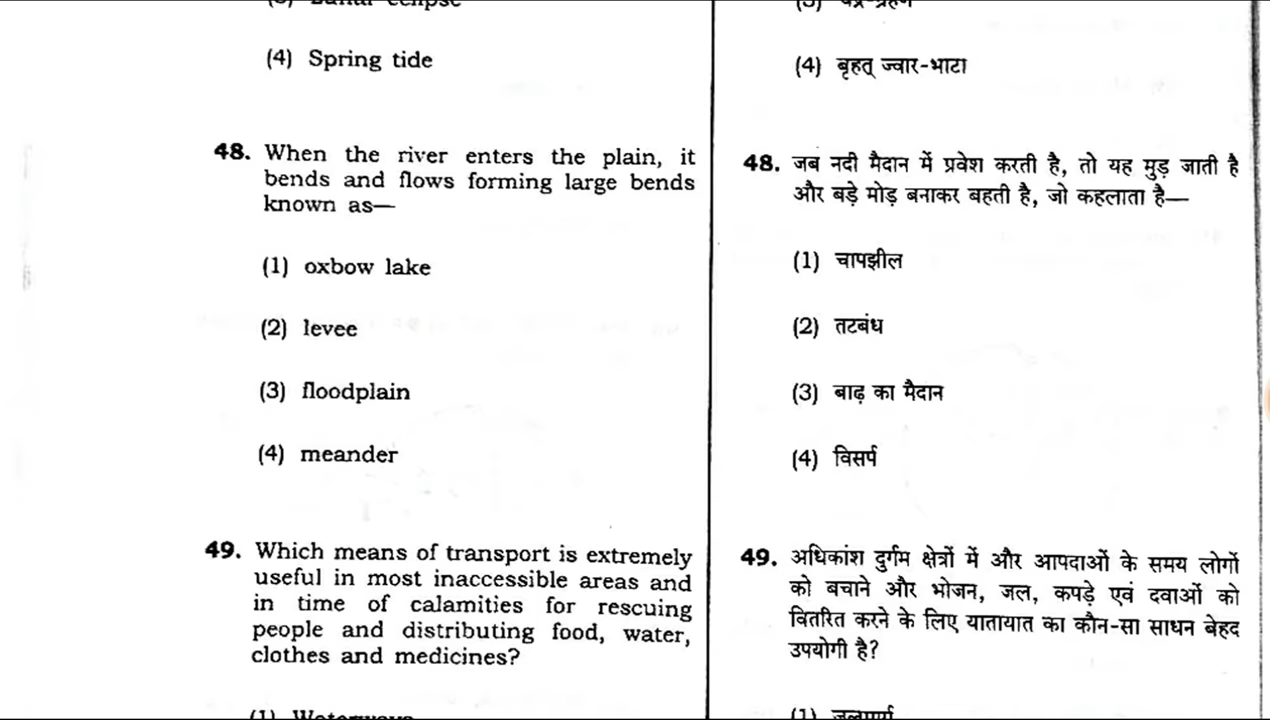 (4) Spring tide
48. When the river enters the plain, it
bends and flows forming large bends
known as—
(1) oxbow lake
(2) levee
(3) floodplain
(4) meander
49. Which means of transport is extremely
useful in most inaccessible areas and
in time of calamities for rescuing
people and distributing food, water,
clothes and medicines?
(4) बृहत् ज्वार-भाटा
48. जब नदी मैदान में प्रवेश करती है, तो यह मुड़ जाती है
और बड़े मोड़ बनाकर बहती है, जो कहलाता है—
(1) चापझील
(2) तटबंध
(3) बाढ़ का मैदान
(4) विसर्प
49. अधिकांश दुर्गम क्षेत्रों में और आपदाओं के समय लोगों
को बचाने और भोजन, जल, कपड़े एवं दवाओं को
वितरित करने के लिए यातायात का कौन-सा साधन बेहद
उपयोगी है?